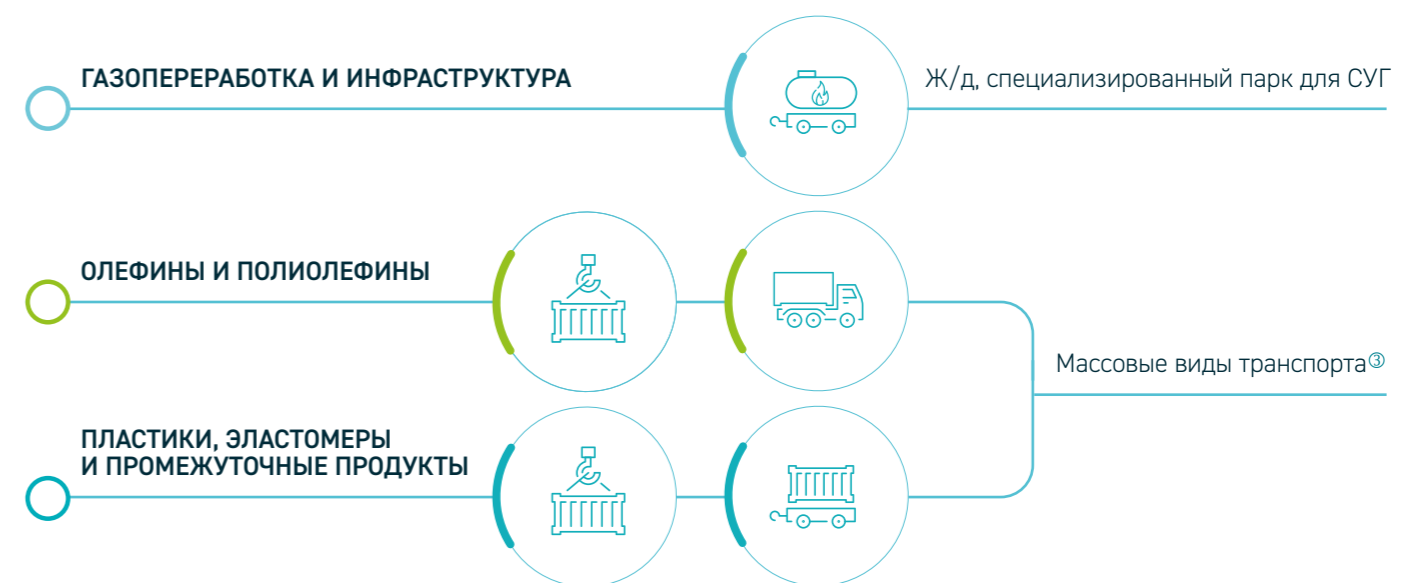 ГАЗОПЕРЕРАБОТКА И ИНФРАСТРУКТУРА
Ж/д, специализированный парк для СУГ
ОЛЕФИНЫ И ПОЛИОЛЕФИНЫ
Массовые виды транспорта③
ПЛАСТИКИ, ЭЛАСТОМЕРЫ
И ПРОМЕЖУТОЧНЫЕ ПРОДУКТЫ